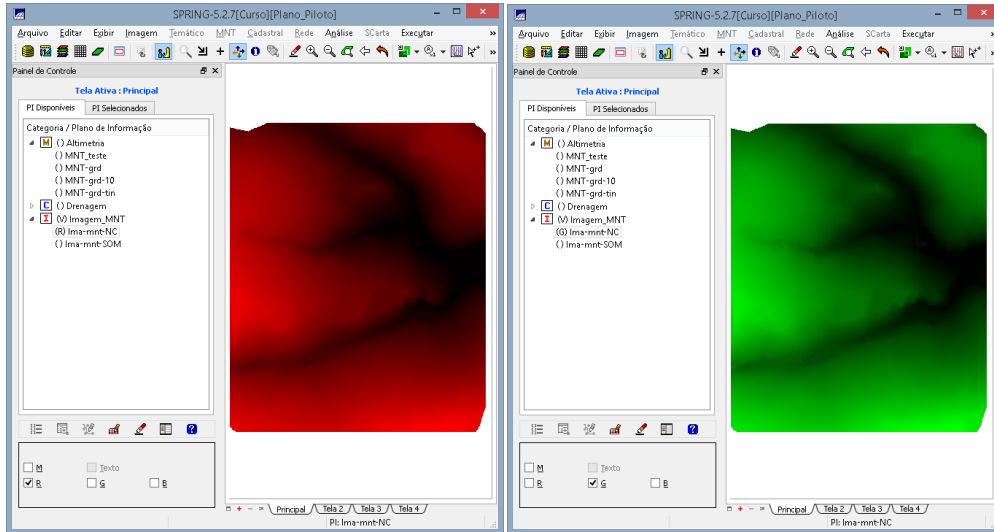 SPRING-5.2.7[Curso][Plano_Piloto]
Arquivo Editar Exibir Imagem Temático MNT Cadastral Rede Análise SCarta Executar »
Painel de Controle
Tela Ativa : Principal
PI Disponíveis PI Selecionados
Categoria / Plano de Informação
M () Altimetria
() MNT_teste
() MNT-grd
() MNT-grd-10
() MNT-grd-tin
C () Drenagem
I (V) Imagem_MNT
(R) Ima-mnt-NC
() Ima-mnt-SOM
M Texto
R G B
Principal Tela 2 Tela 3 Tela 4
PI: Ima-mnt-NC
SPRING-5.2.7[Curso][Plano_Piloto]
Arquivo Editar Exibir Imagem Temático MNT Cadastral Rede Análise SCarta Executar »
Painel de Controle
Tela Ativa : Principal
PI Disponíveis PI Selecionados
Categoria / Plano de Informação
M () Altimetria
() MNT_teste
() MNT-grd
() MNT-grd-10
() MNT-grd-tin
C () Drenagem
I (V) Imagem_MNT
(G) Ima-mnt-NC
() Ima-mnt-SOM
M Texto
R G B
Principal Tela 2 Tela 3 Tela 4
PI: Ima-mnt-NC